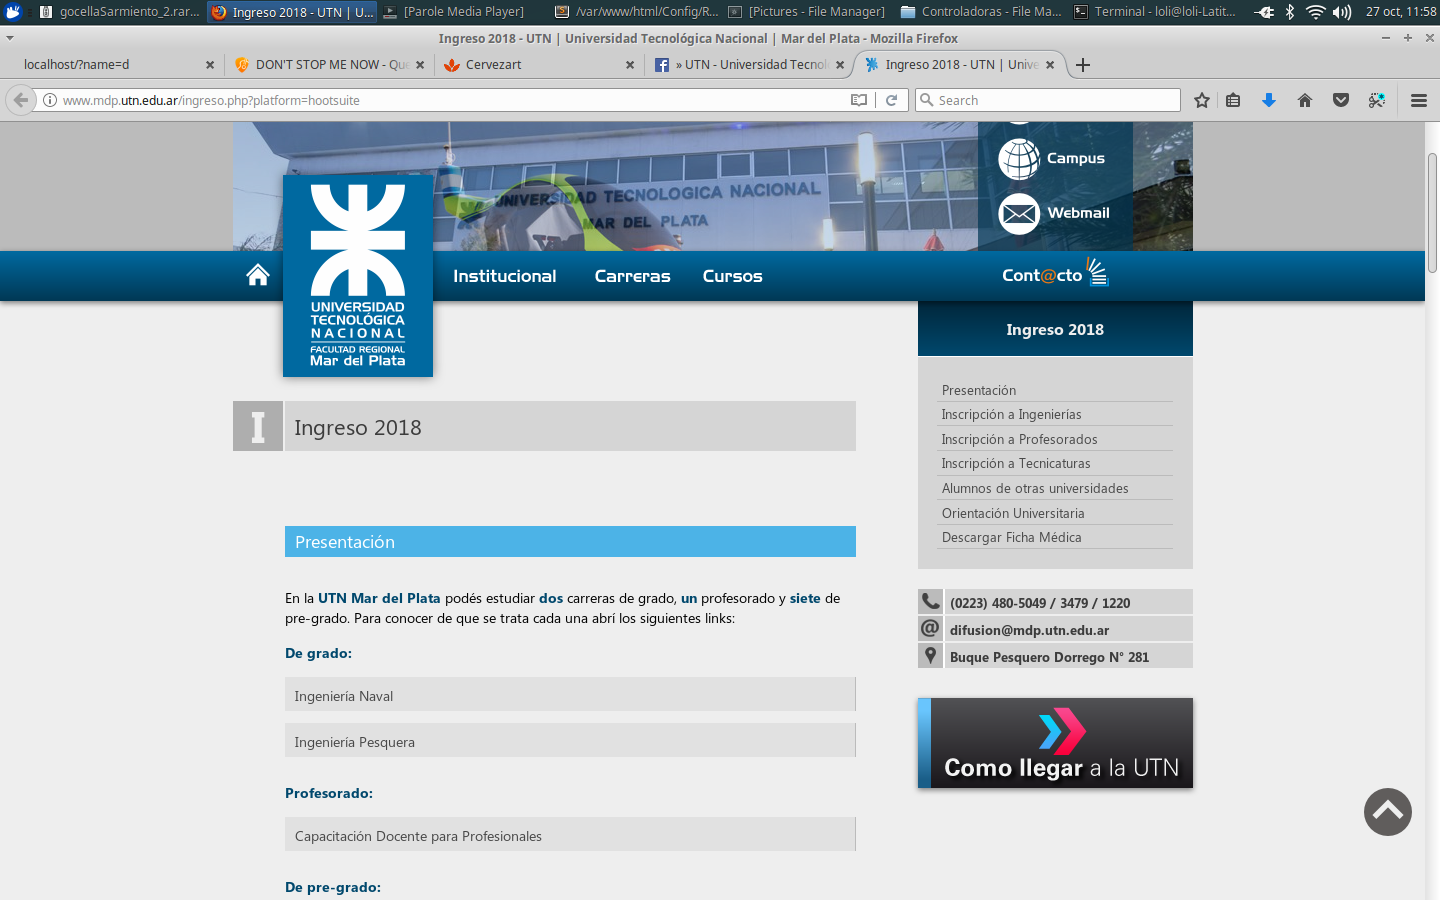 gocellaSarmiento_2.rar...
Ingreso 2018 - UTN | U...
[Parole Media Player]
/var/www/html/Config/R...
[Pictures - File Manager]
Controladoras - File Ma...
Terminal - loli@loli-Latit...
27 oct, 11:58
Ingreso 2018 - UTN | Universidad Tecnológica Nacional | Mar del Plata - Mozilla Firefox
localhost/?name=d
DON'T STOP ME NOW - Que
Cervezart
» UTN - Universidad Tecnol
Ingreso 2018 - UTN | Unive
www.mdp.utn.edu.ar/ingreso.php?platform=hootsuite
Search
UNIVERSIDAD TECNOLOGICA NACIONAL
MAR DEL PLATA
Campus
Webmail
Institucional
Carreras
Cursos
Cont@cto
UNIVERSIDAD
TECNOLÓGICA
NACIONAL
FACULTAD REGIONAL
Mar del Plata
I
Ingreso 2018
Presentación
En la UTN Mar del Plata podés estudiar dos carreras de grado, un profesorado y siete de
pre-grado. Para conocer de que se trata cada una abrí los siguientes links:
De grado:
Ingeniería Naval
Ingeniería Pesquera
Profesorado:
Capacitación Docente para Profesionales
De pre-grado:
Ingreso 2018
Presentación
Inscripción a Ingenierías
Inscripción a Profesorados
Inscripción a Tecnicaturas
Alumnos de otras universidades
Orientación Universitaria
Descargar Ficha Médica
(0223) 480-5049 / 3479 / 1220
@ difusion@mdp.utn.edu.ar
Buque Pesquero Dorrego N° 281
Como llegar a la UTN